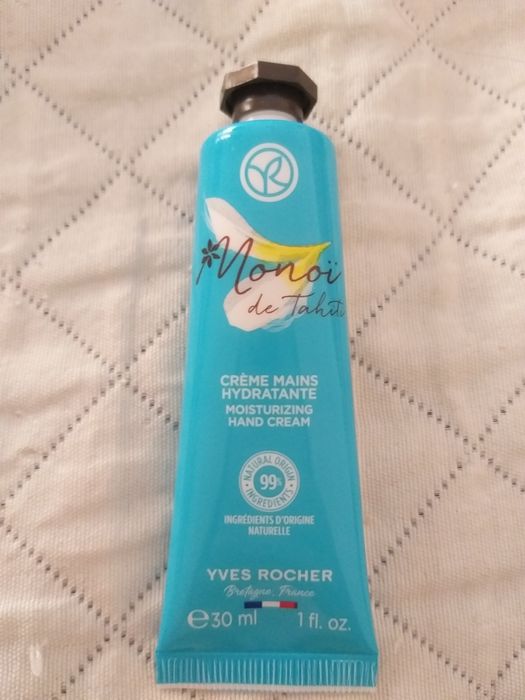 Monoï
de Tahiti
CRÈME MAINS
HYDRATANTE
MOISTURIZING
HAND CREAM
NATURAL ORIGIN
99%
INGREDIENTS
INGRÉDIENTS D'ORIGINE
NATURELLE
YVES ROCHER
Bretagne, France
℮30 ml 1 fl. oz.